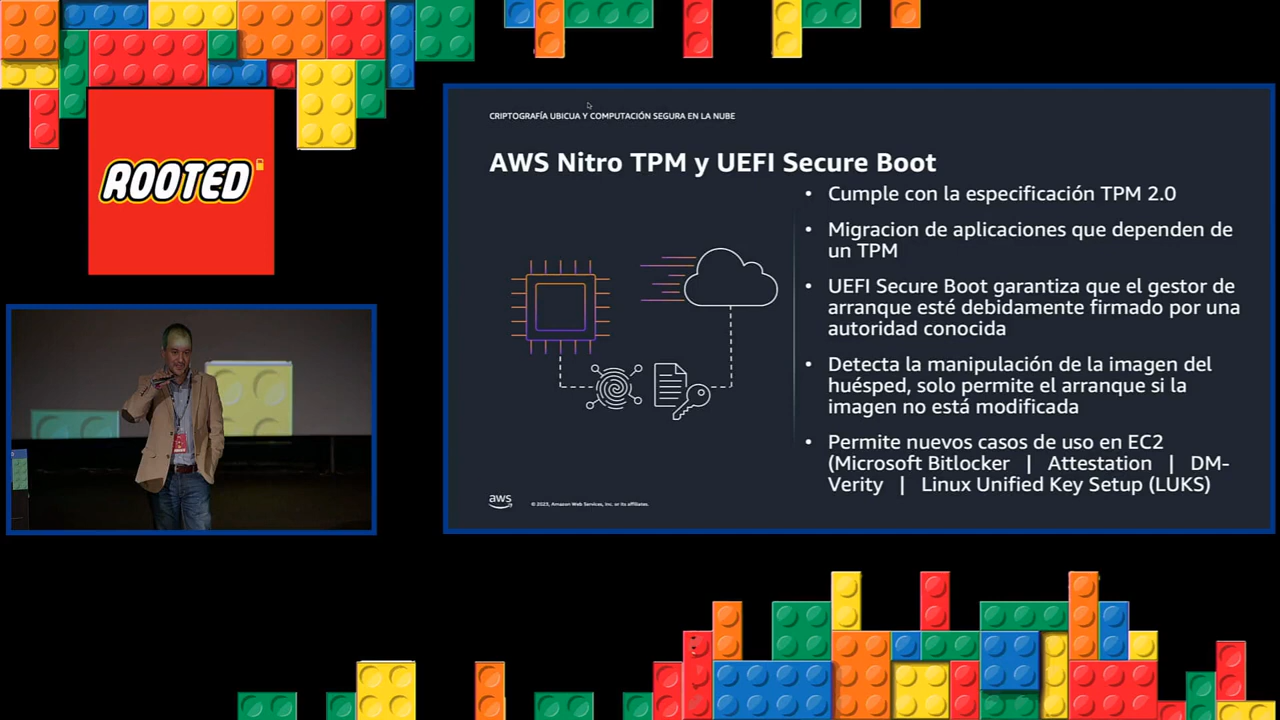 ROOTED
CRIPTOGRAFÍA UBICUA Y COMPUTACIÓN SEGURA EN LA NUBE
AWS Nitro TPM y UEFI Secure Boot
• Cumple con la especificación TPM 2.0
• Migracion de aplicaciones que dependen de
un TPM
• UEFI Secure Boot garantiza que el gestor de
arranque esté debidamente firmado por una
autoridad conocida
• Detecta la manipulación de la imagen del
huésped, solo permite el arranque si la
imagen no está modificada
• Permite nuevos casos de uso en EC2
(Microsoft Bitlocker | Attestation | DM-
Verity | Linux Unified Key Setup (LUKS)
aws
© 2023, Amazon Web Services, Inc. or its affiliates.